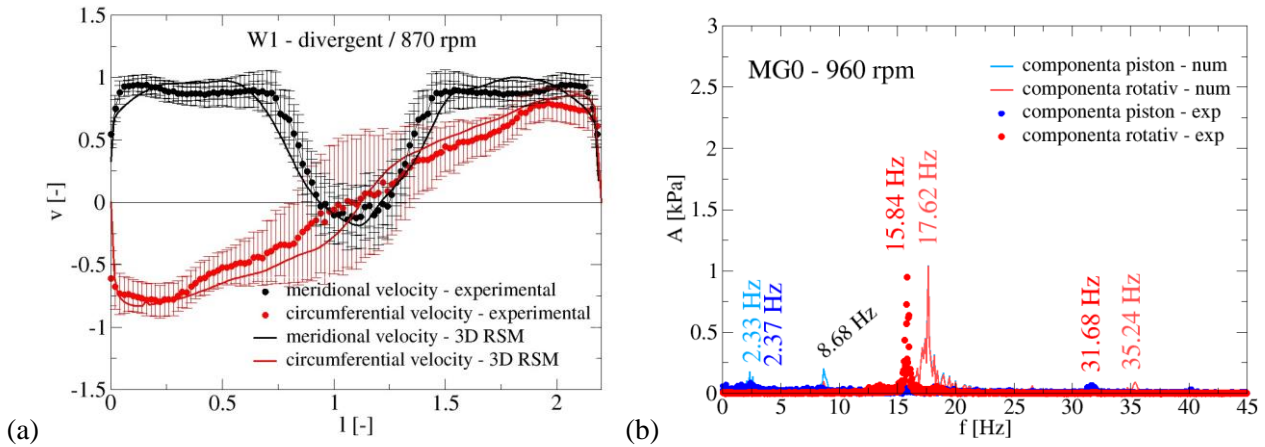 W1 - divergent / 870 rpm
1.5
1
0.5
0
-0.5
-1
-1.5
v [-]
meridional velocity - experimental
circumferential velocity - experimental
meridional velocity - 3D RSM
circumferential velocity - 3D RSM
0 0.5 1 1.5 2
l [-]
(a)
MG0 - 960 rpm
componenta piston - num
componenta rotativ - num
componenta piston - exp
componenta rotativ - exp
3
2.5
2
1.5
1
0.5
0
A [kPa]
2.33 Hz
2.37 Hz
8.68 Hz
15.84 Hz
17.62 Hz
31.68 Hz
35.24 Hz
0 5 10 15 20 25 30 35 40 45
f [Hz]
(b)